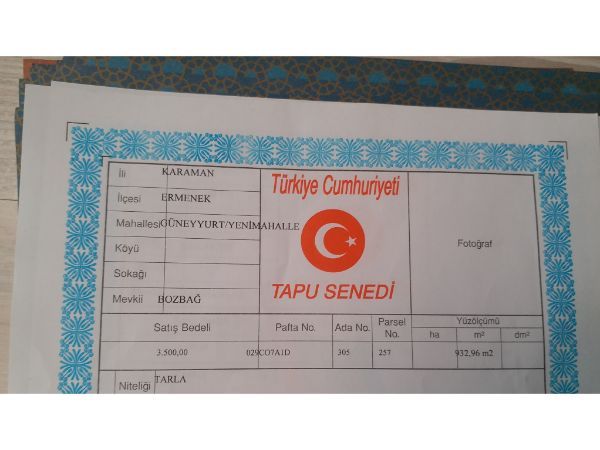 İli KARAMAN
İlçesi ERMENEK
Mahallesi GÜNEYYURT/YENİMAHALLE
Köyü
Sokağı
Mevkii BOZBAĞ
Türkiye Cumhuriyeti
TAPU SENEDİ
Fotoğraf
Satış Bedeli Pafta No. Ada No. Parsel No. Yüzölçümü
ha m² dm²
3.500,00 029CO7A1D 305 257 932,96 m2
Niteliği TARLA